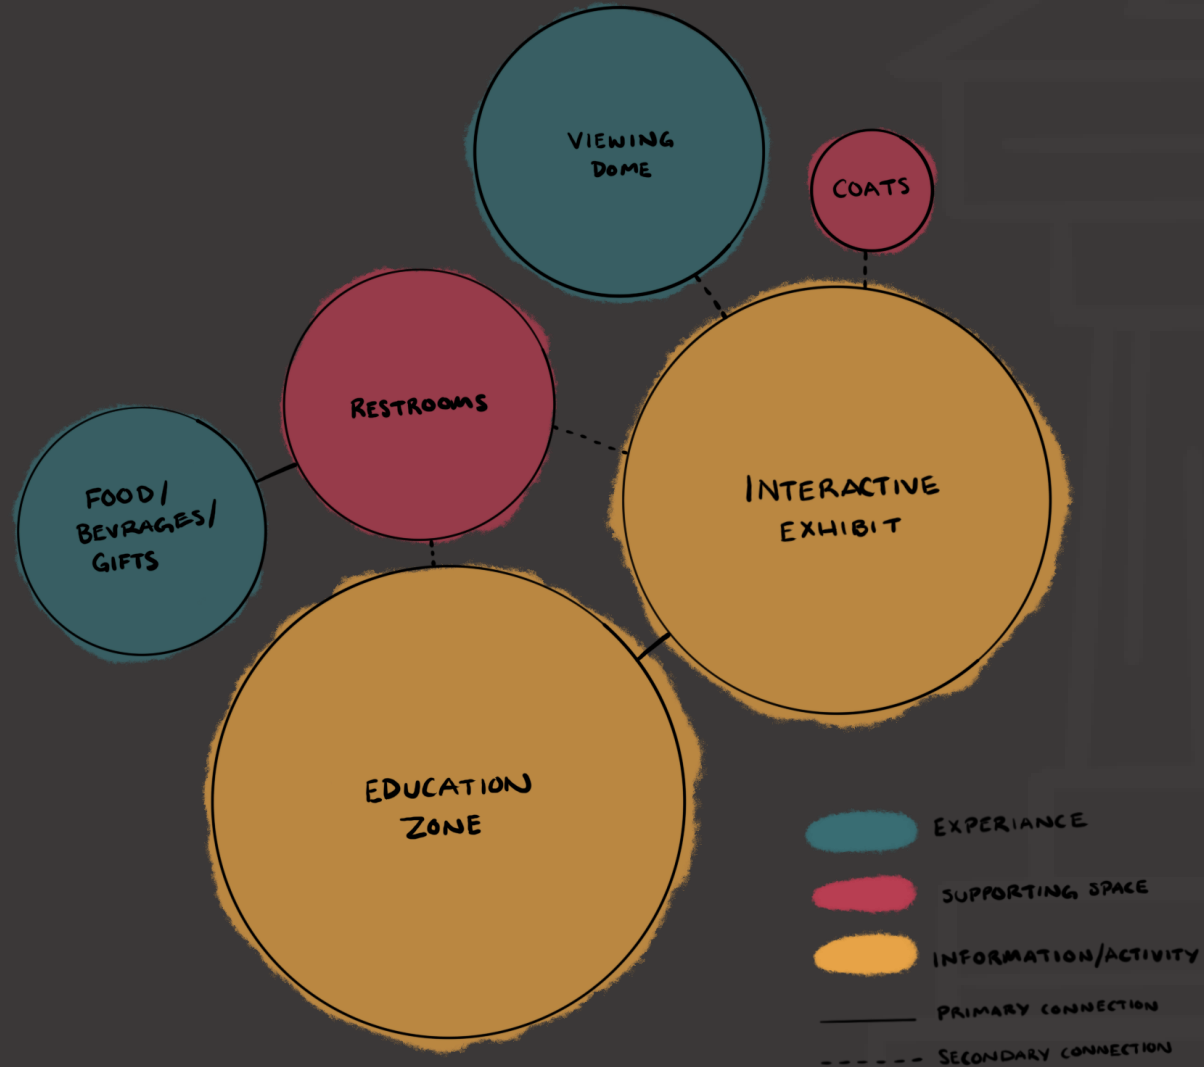 VIEWING
DOME
COATS
RESTROOMS
FOOD/
BEVRAGES/
GIFTS
INTERACTIVE
EXHIBIT
EDUCATION
ZONE
EXPERIANCE
SUPPORTING SPACE
INFORMATION/ACTIVITY
PRIMARY CONNECTION
SECONDARY CONNECTION